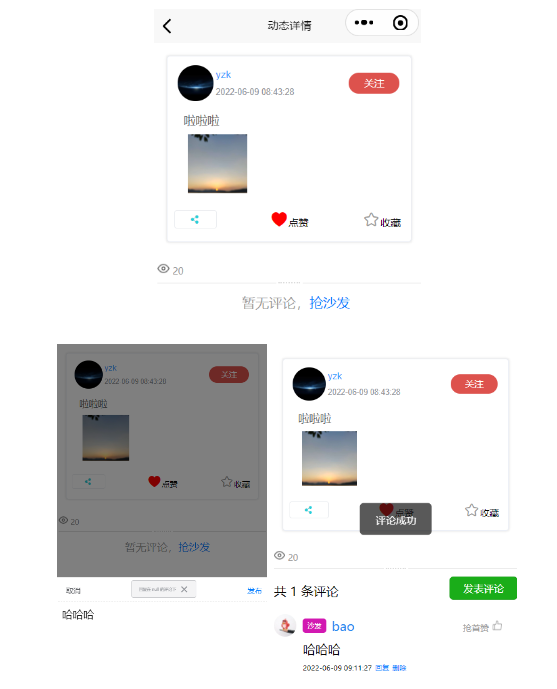 动态详情
yzk
2022-06-09 08:43:28
关注
啦啦啦
点赞
收藏
20
暂无评论，抢沙发
yzk
2022-06-09 08:43:28
关注
啦啦啦
点赞
收藏
20
暂无评论，抢沙发
取消
发布
哈哈哈
yzk
2022-06-09 08:43:28
关注
啦啦啦
点赞
收藏
评论成功
20
共 1 条评论
发表评论
沙发 bao
抢首赞
哈哈哈
2022-06-09 09:11:27 回复 删除